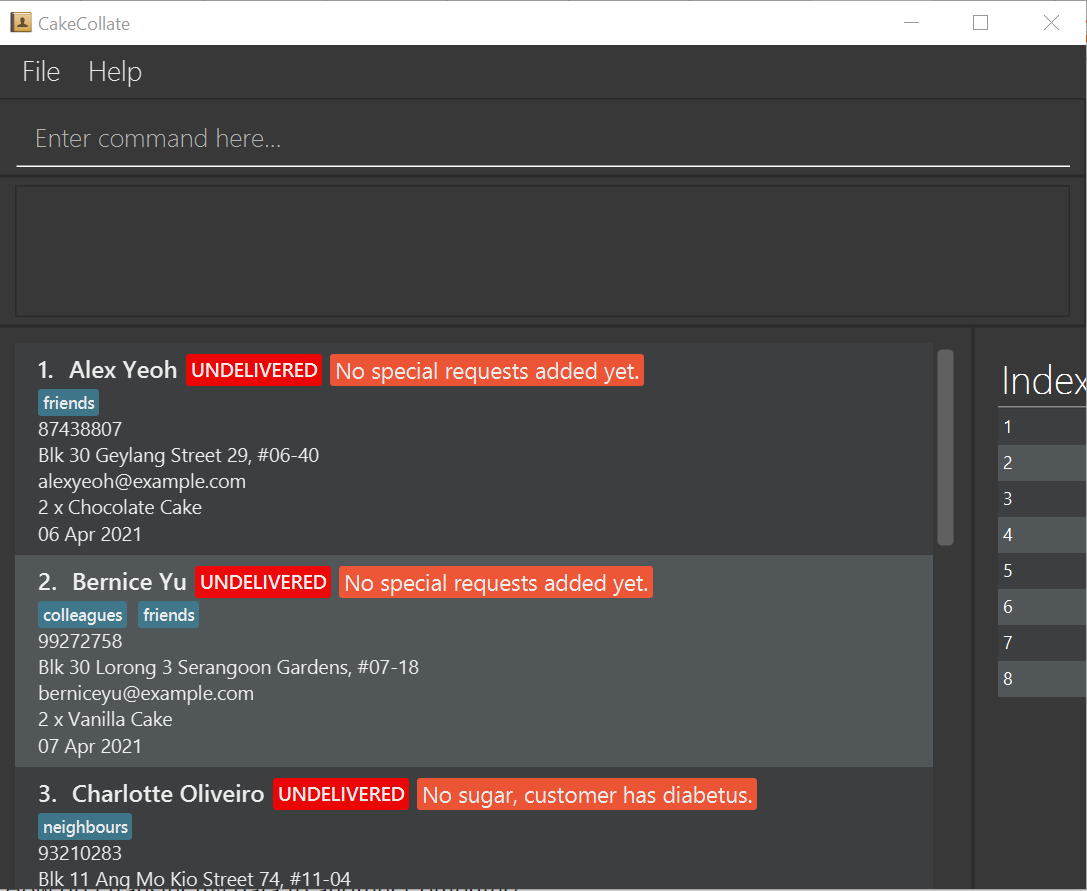 CakeCollate
File Help
Enter command here...
1. Alex Yeoh UNDELIVERED No special requests added yet.
friends
87438807
Blk 30 Geylang Street 29, #06-40
alexyeoh@example.com
2 x Chocolate Cake
06 Apr 2021
2. Bernice Yu UNDELIVERED No special requests added yet.
colleagues friends
99272758
Blk 30 Lorong 3 Serangoon Gardens, #07-18
berniceyu@example.com
2 x Vanilla Cake
07 Apr 2021
3. Charlotte Oliveiro UNDELIVERED No sugar, customer has diabetus.
neighbours
93210283
Blk 11 Ang Mo Kio Street 74, #11-04
Index
1
2
3
4
5
6
7
8